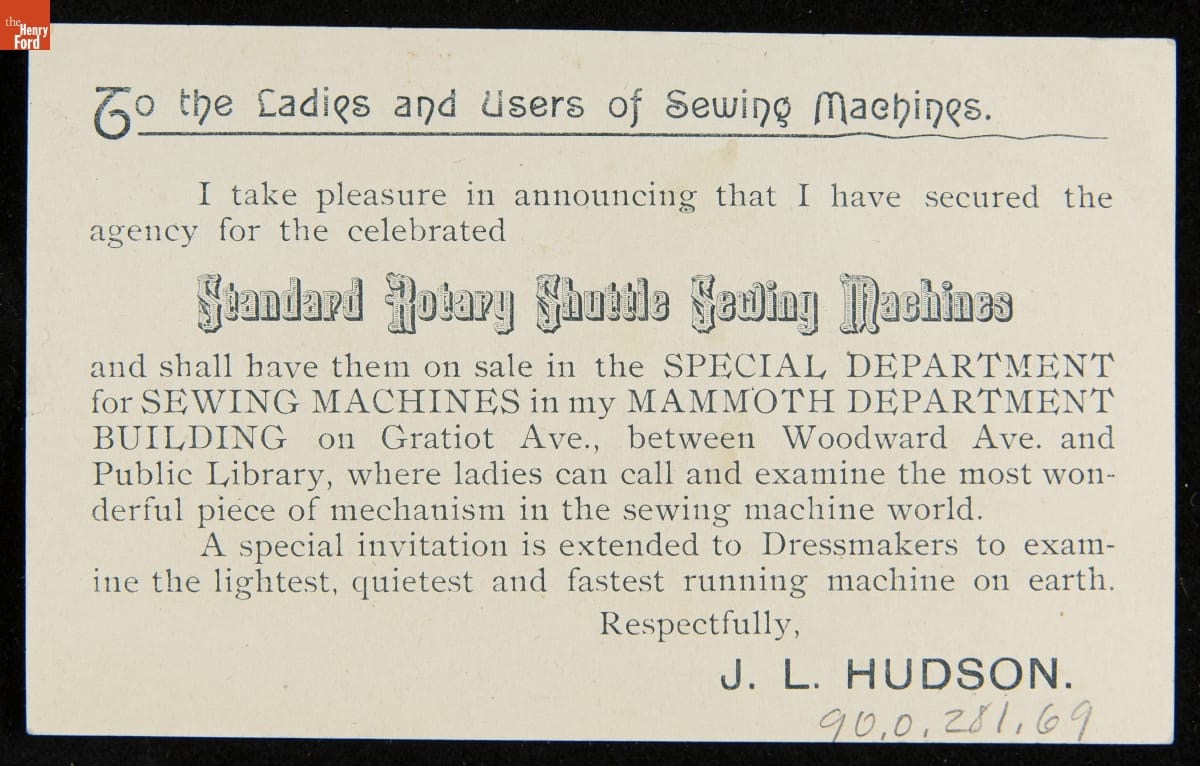 the
Henry
Ford
To the Ladies and Users of Sewing Machines.
I take pleasure in announcing that I have secured the
agency for the celebrated
Standard Rotary Shuttle Sewing Machines
and shall have them on sale in the SPECIAL DEPARTMENT
for SEWING MACHINES in my MAMMOTH DEPARTMENT
BUILDING on Gratiot Ave., between Woodward Ave. and
Public Library, where ladies can call and examine the most won-
derful piece of mechanism in the sewing machine world.
A special invitation is extended to Dressmakers to exam-
ine the lightest, quietest and fastest running machine on earth.
Respectfully,
J. L. HUDSON.
90.0.281.69